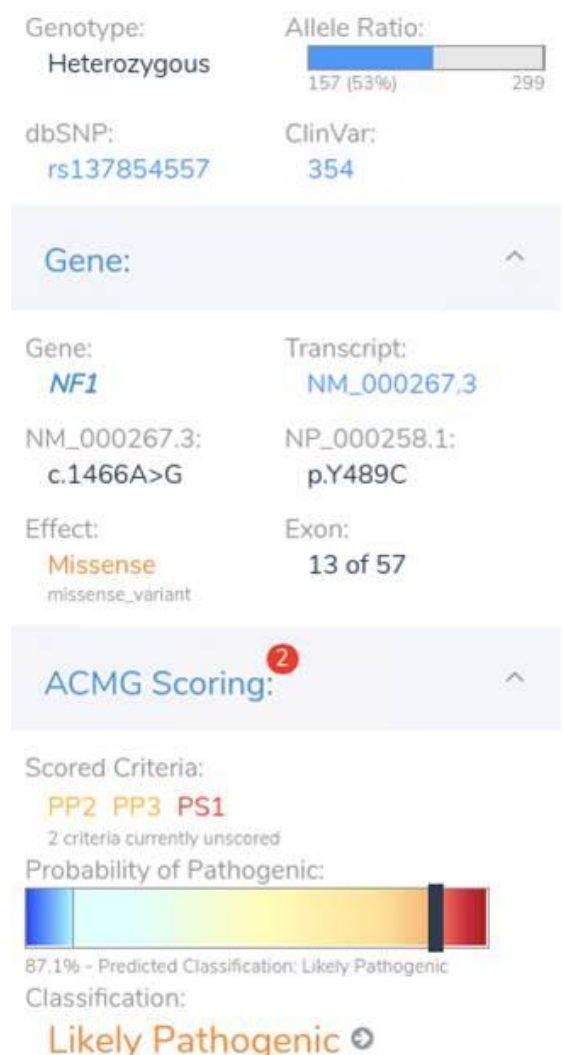 Genotype: Allele Ratio:
Heterozygous
157 (53%) 299
dbSNP: ClinVar:
rs137854557 354
Gene:
Gene: Transcript:
NF1 NM_000267.3
NM_000267.3: NP_000258.1:
c.1466A>G p.Y489C
Effect: Exon:
Missense 13 of 57
missense_variant
ACMG Scoring: 2
Scored Criteria:
PP2 PP3 PS1
2 criteria currently unscored
Probability of Pathogenic:
87.1% - Predicted Classification: Likely Pathogenic
Classification:
Likely Pathogenic